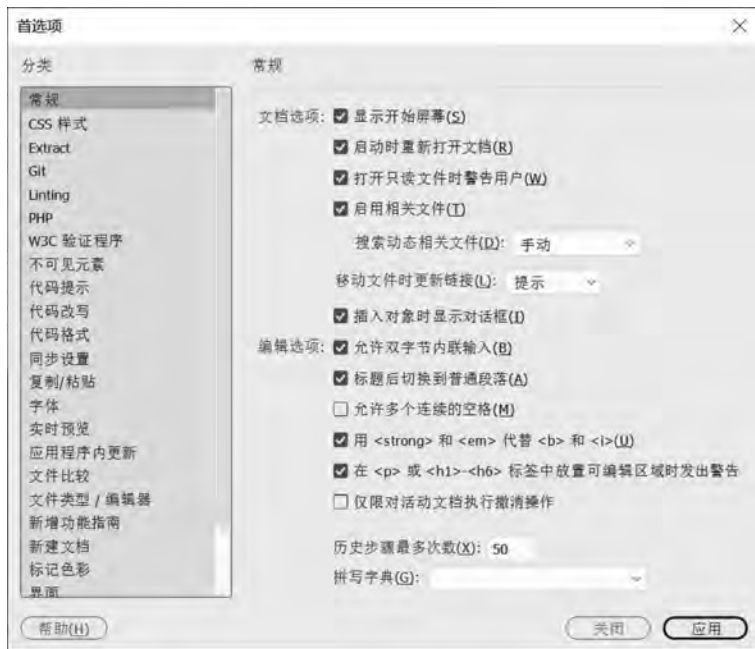 首选项
分类
常规
CSS 样式
Extract
Git
Linting
PHP
W3C 验证程序
不可见元素
代码提示
代码改写
代码格式
同步设置
复制/粘贴
字体
实时预览
应用程序内更新
文件比较
文件类型 / 编辑器
新增功能指南
新建文档
标记色彩
界面
常规
文档选项: 显示开始屏幕(S)
启动时重新打开文档(R)
打开只读文件时警告用户(W)
启用相关文件(T)
搜索动态相关文件(D): 手动
移动文件时更新链接(L): 提示
插入对象时显示对话框(I)
编辑选项: 允许双字节内联输入(B)
标题后切换到普通段落(A)
允许多个连续的空格(M)
用 <strong> 和 <em> 代替 <b> 和 <i>(U)
在 <p> 或 <h1>-<h6> 标签中放置可编辑区域时发出警告
仅限对活动文档执行撤消操作
历史步骤最多次数(X): 50
拼写字典(G):
帮助(H)
关闭
应用